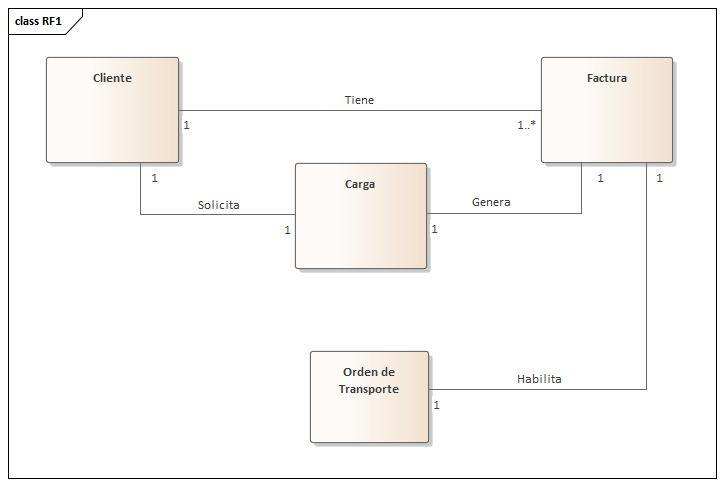 class RF1
Cliente
Factura
Tiene
1
1..*
1
Carga
1
1
Solicita
Genera
1
1
Orden de
Transporte
Habilita
1